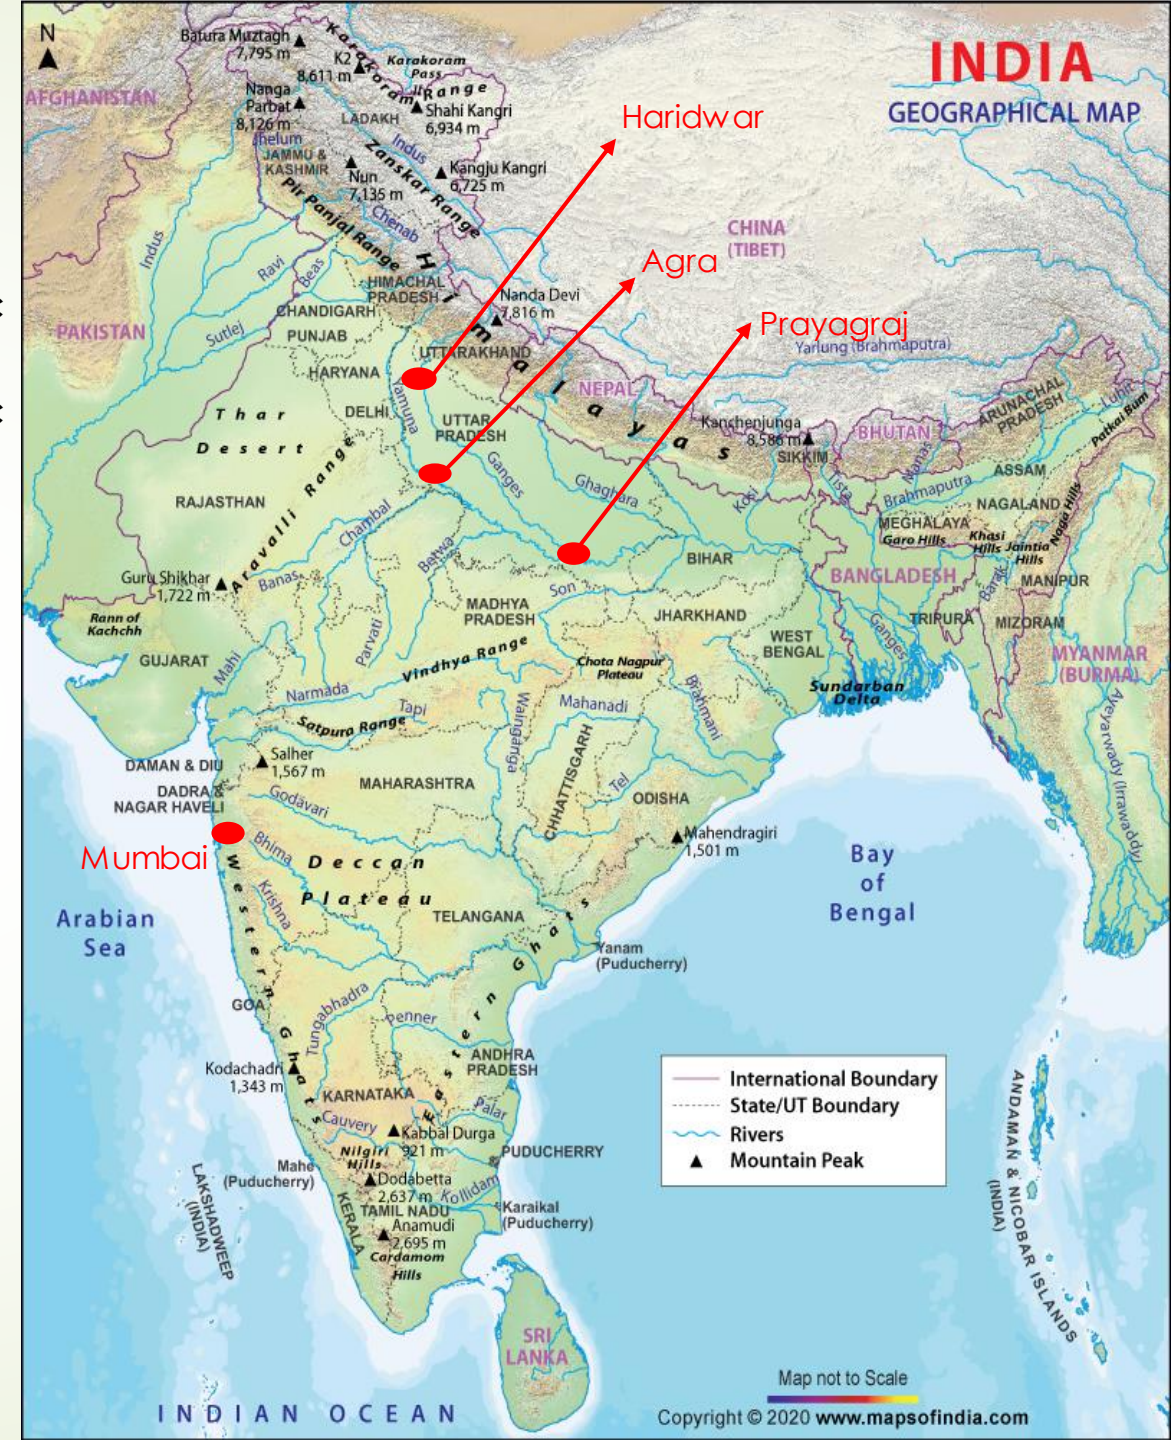 N
INDIA
GEOGRAPHICAL MAP
Batura Muztagh
7,795 m
K2
8,611 m
Karakoram
Pass
Karakoram Range
Nanga
Parbat
8,126 m
Shahi Kangri
6,934 m
LADAKH
AFGHANISTAN
Jhelum
JAMMU &
KASHMIR
Indus
Zanskar Range
Nun
7,135 m
Kangju Kangri
6,725 m
Pir Panjal Range
Chenab
Haridwar
CHINA
(TIBET)
Agra
Prayagraj
Indus
Ravi
Beas
Himalayas
HIMACHAL
PRADESH
Nanda Devi
7,816 m
CHANDIGARH
PAKISTAN
Sutlej
PUNJAB
UTTARAKHAND
Yarlung (Brahmaputra)
HARYANA
NEPAL
Yamuna
DELHI
UTTAR
PRADESH
Thar
Desert
Kanchenjunga
8,586 m
SIKKIM
BHUTAN
ARUNACHAL
PRADESH
Luhit
Patkai Bum
Aravalli Range
Ganges
Ghaghara
Kosi
Tista
Manas
Brahmaputra
ASSAM
RAJASTHAN
Chambal
NAGALAND
Naga Hills
MEGHALAYA
Garo Hills
Khasi
Hills
Jaintia
Hills
Betwa
BIHAR
Guru Shikhar
1,722 m
Banas
Son
BANGLADESH
Barak
MANIPUR
Rann of
Kachchh
MADHYA
PRADESH
JHARKHAND
TRIPURA
MIZORAM
GUJARAT
Mahi
Parvati
Vindhya Range
Chota Nagpur
Plateau
WEST
BENGAL
Ganges
MYANMAR
(BURMA)
Narmada
Tapi
Satpura Range
Wainganga
Mahanadi
Brahmani
Sundarban
Delta
Ayeyarwady (Irrawaddy)
Salher
1,567 m
DAMAN & DIU
DADRA &
NAGAR HAVELI
MAHARASHTRA
Godavari
CHHATTISGARH
Tel
ODISHA
Mumbai
Bhima
Deccan
Plateau
Mahendragiri
1,501 m
Bay
of
Bengal
Arabian
Sea
Krishna
Western Ghats
TELANGANA
Eastern Ghats
Yanam
(Puducherry)
GOA
Tungabhadra
Penner
Kodachadri
1,343 m
ANDHRA
PRADESH
KARNATAKA
Palar
Cauvery
Kabbal Durga
921 m
Nilgiri
Hills
PUDUCHERRY
Mahe
(Puducherry)
Dodabetta
2,637 m
Kollidam
KERALA
TAMIL NADU
Karaikal
(Puducherry)
Anamudi
2,695 m
Cardamom
Hills
LAKSHADWEEP
(INDIA)
ANDAMAN & NICOBAR ISLANDS
(INDIA)
International Boundary
State/UT Boundary
Rivers
Mountain Peak
SRI
LANKA
INDIAN OCEAN
Map not to Scale
Copyright © 2020 www.mapsofindia.com